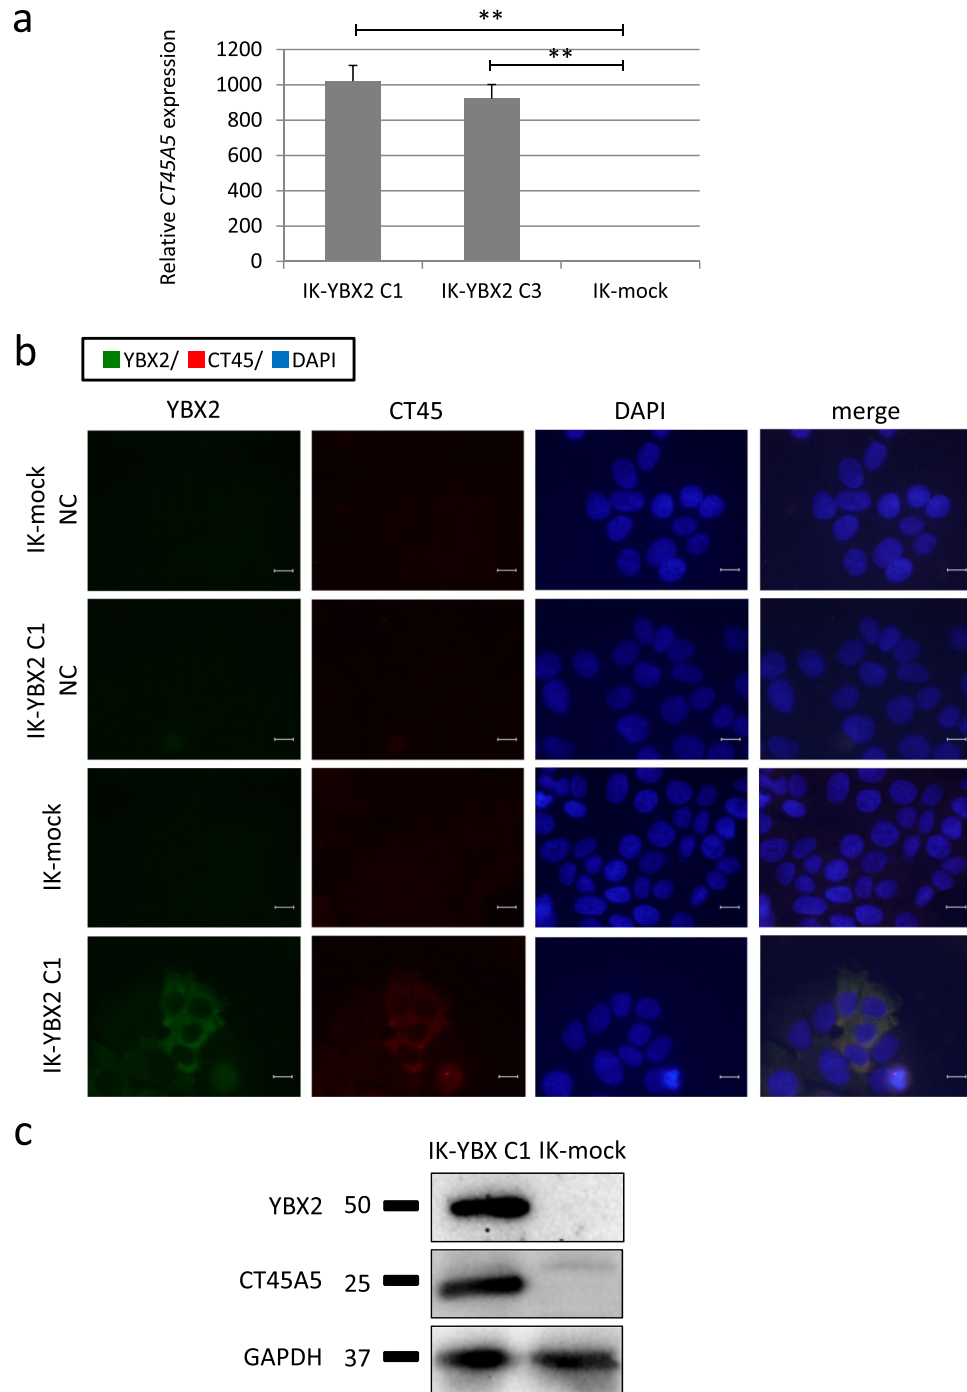 a
**
**
Relative CT45A5 expression
1200
1000
800
600
400
200
0
IK-YBX2 C1 IK-YBX2 C3 IK-mock
b
YBX2/ CT45/ DAPI
YBX2 CT45 DAPI merge
IK-mock
NC
IK-YBX2 C1
NC
IK-mock
IK-YBX2 C1
c
IK-YBX C1 IK-mock
YBX2 50
CT45A5 25
GAPDH 37